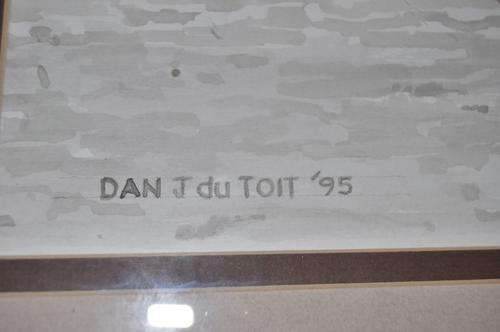 DAN J du TOIT '95